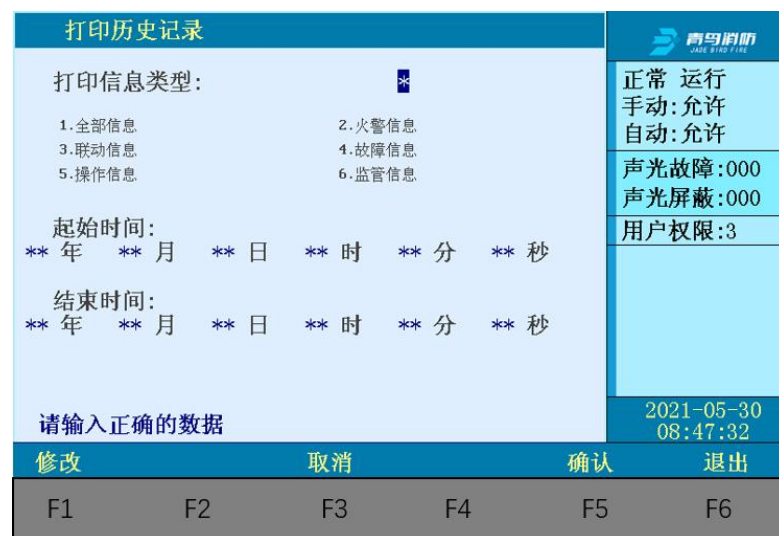 打印历史记录
青鸟消防
JADE BIRD FIRE
打印信息类型: *
1.全部信息 2.火警信息
3.联动信息 4.故障信息
5.操作信息 6.监管信息
起始时间:
** 年 ** 月 ** 日 ** 时 ** 分 ** 秒
结束时间:
** 年 ** 月 ** 日 ** 时 ** 分 ** 秒
请输入正确的数据
正常 运行
手动:允许
自动:允许
声光故障:000
声光屏蔽:000
用户权限:3
2021-05-30
08:47:32
修改 取消 确认 退出
F1 F2 F3 F4 F5 F6